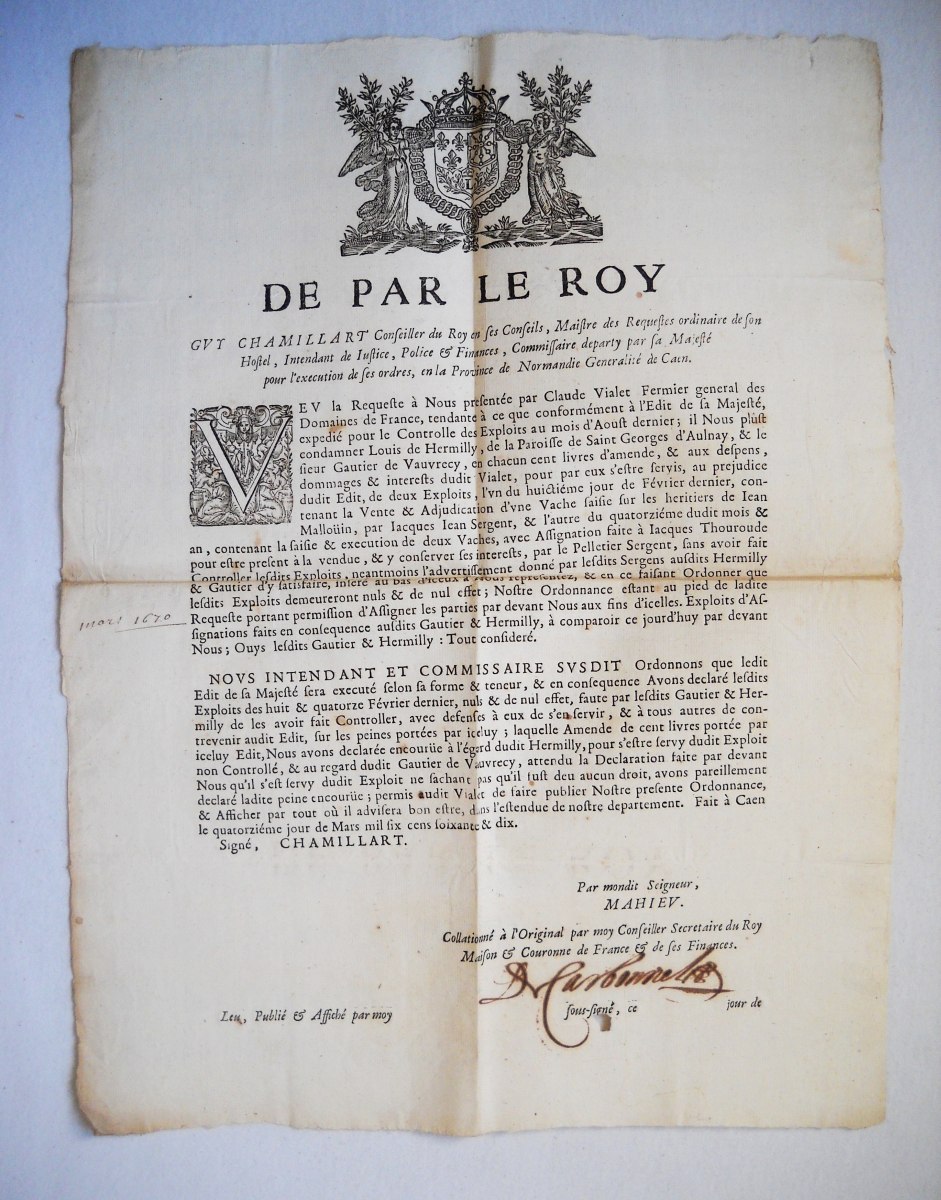 DE PAR LE ROY
GVY CHAMILLART Conseiller du Roy en ses Conseils, Maistre des Requestes ordinaire de son
Hostel, Intendant de Iustice, Police & Finances, Commissaire departy par sa Majesté
pour l'execution de ses ordres, en la Province de Normandie Generalité de Caen.
VEV la Requeste à Nous presentée par Claude Vialet Fermier general des
Domaines de France, tendante à ce que conformément à l'Edit de sa Majesté,
expedié pour le Controlle des Exploits au mois d'Aoust dernier; il Nous plûst
condamner Louis de Hermilly, de la Paroisse de Saint Georges d'Aulnay, & le
sieur Gautier de Vauvrecy, en chacun cent livres d'amende, & aux despens,
dommages & interests dudit Vialet, pour par eux s'estre servis, au prejudice
dudit Edit, de deux Exploits, l'vn du huictiéme jour de Février dernier, con-
tenant la Vente & Adjudication d'vne Vache saisie sur les heritiers de Iean
Malloüin, par Iacques Iean Sergent, & l'autre du quatorziéme dudit mois &
an, contenant la saisie & execution de deux Vaches, avec Assignation faite à Iacques Thouroude
pour estre present à la vendue, & y conserver ses interests, par le Pelletier Sergent, sans avoir fait
Controller lesdits Exploits, neantmoins l'advertissement donné par lesdits Sergens ausdits Hermilly
& Gautier d'y satisfaire, inseré au bas d'iceux à Nous representez, & en ce faisant Ordonner que
lesdits Exploits demeureront nuls & de nul effet; Nostre Ordonnance estant au pied de ladite
Requeste portant permission d'Assigner les parties par devant Nous aux fins d'icelles. Exploits d'As-
signations faits en consequence ausdits Gautier & Hermilly, à comparoir ce jourd'huy par devant
Nous; Ouys lesdits Gautier & Hermilly: Tout consideré.
mars 1670
NOVS INTENDANT ET COMMISSAIRE SVSDIT Ordonnons que ledit
Edit de sa Majesté sera executé selon sa forme & teneur, & en consequence Avons declaré lesdits
Exploits des huit & quatorze Février dernier, nuls & de nul effet, faute par lesdits Gautier & Her-
milly de les avoir fait Controller, avec defenses à eux de s'en servir, & à tous autres de con-
trevenir audit Edit, sur les peines portées par iceluy; laquelle Amende de cent livres portée par
iceluy Edit, Nous avons declarée encouruë à l'égard dudit Hermilly, pour s'estre servy dudit Exploit
non Controllé, & au regard dudit Gautier de Vauvrecy, attendu la Declaration faite par devant
Nous qu'il s'est servy dudit Exploit ne sachant pas qu'il fust deu aucun droit, avons pareillement
declaré ladite peine encouruë; permis audit Vialet de faire publier Nostre presente Ordonnance,
& Afficher par tout où il advisera bon estre, dans l'estendue de nostre departement. Fait à Caen
le quatorziéme jour de Mars mil six cens soixante & dix.
Signé, CHAMILLART.
Par mondit Seigneur,
MAHIEV.
Collationné à l'Original par moy Conseiller Secretaire du Roy
Maison & Couronne de France & de ses Finances.
Leu, Publié & Affiché par moy sous-signé, ce jour de